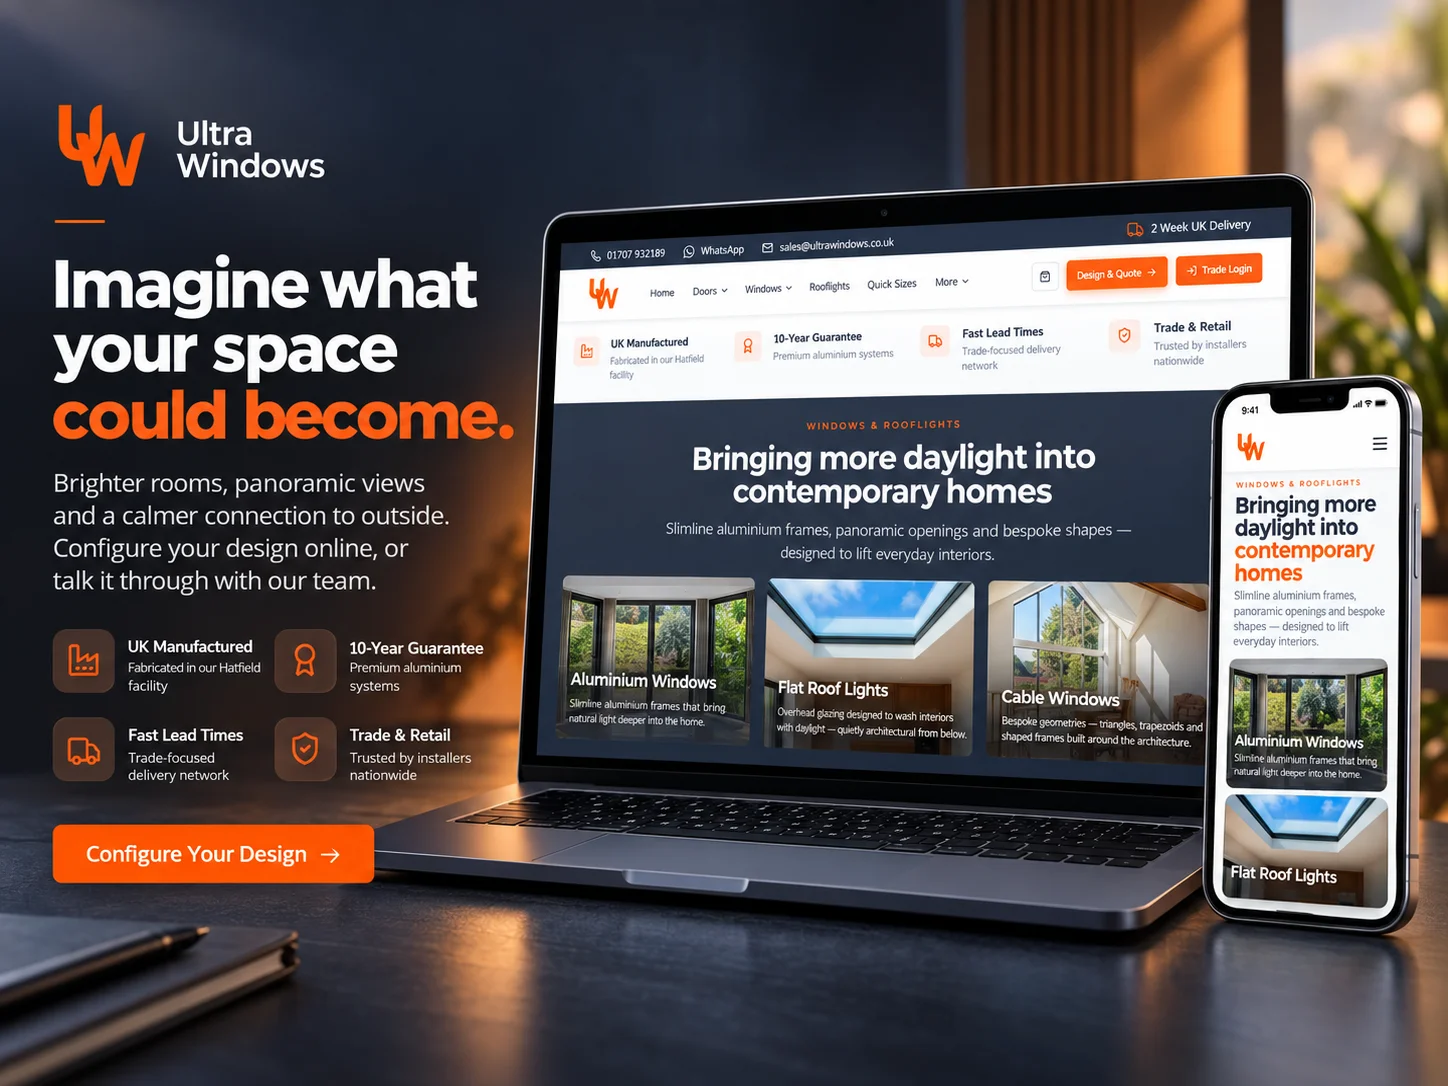 UW
Ultra
Windows
Imagine what
your space
could become.
Brighter rooms, panoramic views
and a calmer connection to outside.
Configure your design online, or
talk it through with our team.
UK Manufactured
Fabricated in our Hatfield
facility
10-Year Guarantee
Premium aluminium
systems
Fast Lead Times
Trade-focused
delivery network
Trade & Retail
Trusted by installers
nationwide
Configure Your Design →
01707 932189
WhatsApp
sales@ultrawindows.co.uk
2 Week UK Delivery
UW
Home
Doors
Windows
Rooflights
Quick Sizes
More
Design & Quote →
Trade Login
UK Manufactured
Fabricated in our Hatfield
facility
10-Year Guarantee
Premium aluminium systems
Fast Lead Times
Trade-focused delivery
network
Trade & Retail
Trusted by installers
nationwide
WINDOWS & ROOFLIGHTS
Bringing more daylight into
contemporary homes
Slimline aluminium frames, panoramic openings and bespoke shapes —
designed to lift everyday interiors.
Aluminium Windows
Slimline aluminium frames that bring
natural light deeper into the home.
Flat Roof Lights
Overhead glazing designed to wash interiors
with daylight — quietly architectural from below.
Cable Windows
Bespoke geometries — triangles, trapezoids and
shaped frames built around the architecture.
9:41
UW
WINDOWS & ROOFLIGHTS
Bringing more
daylight into
contemporary
homes
Slimline aluminium frames,
panoramic openings and bespoke
shapes — designed to lift
everyday interiors.
Aluminium Windows
Slimline aluminium frames that bring
natural light deeper into the home.
Flat Roof Lights